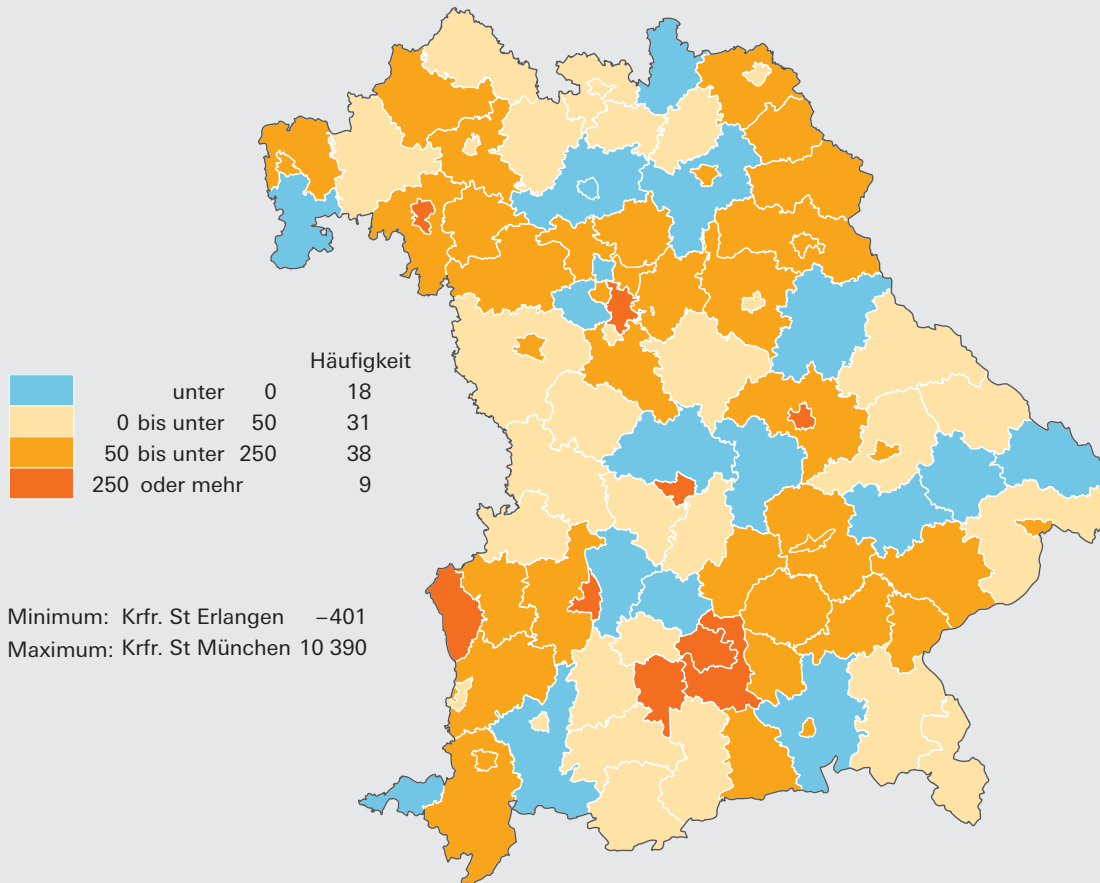 Häufigkeit
unter 0 18
0 bis unter 50 31
50 bis unter 250 38
250 oder mehr 9
Minimum: Krfr. St Erlangen –401
Maximum: Krfr. St München 10 390